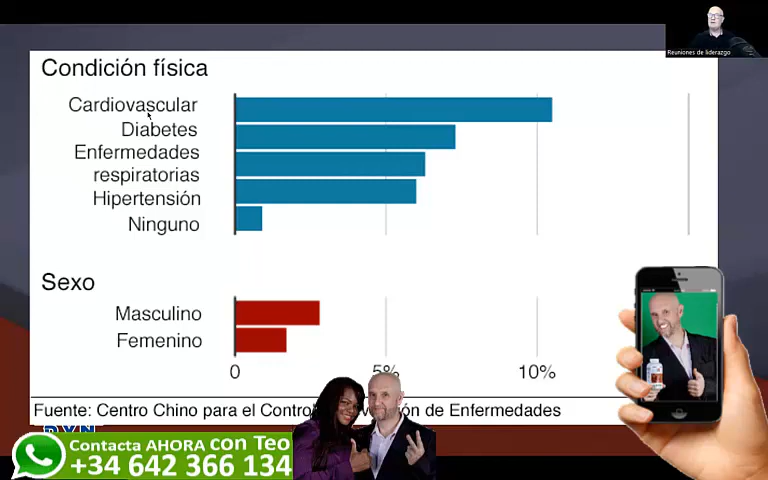 Reuniones de liderazgo
Condición física
Cardiovascular
Diabetes
Enfermedades
respiratorias
Hipertensión
Ninguno
Sexo
Masculino
Femenino
0 5% 10%
Fuente: Centro Chino para el Contro ón de Enfermedades
Contacta AHORA con Teo
+34 642 366 134